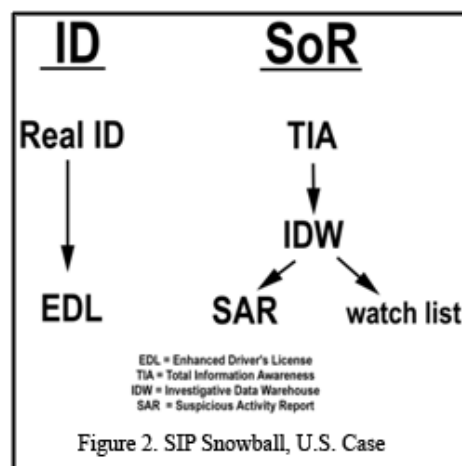 ID SoR
Real ID TIA
IDW
EDL SAR watch list
EDL = Enhanced Driver's License
TIA = Total Information Awareness
IDW = Investigative Data Warehouse
SAR = Suspicious Activity Report
Figure 2. SIP Snowball, U.S. Case